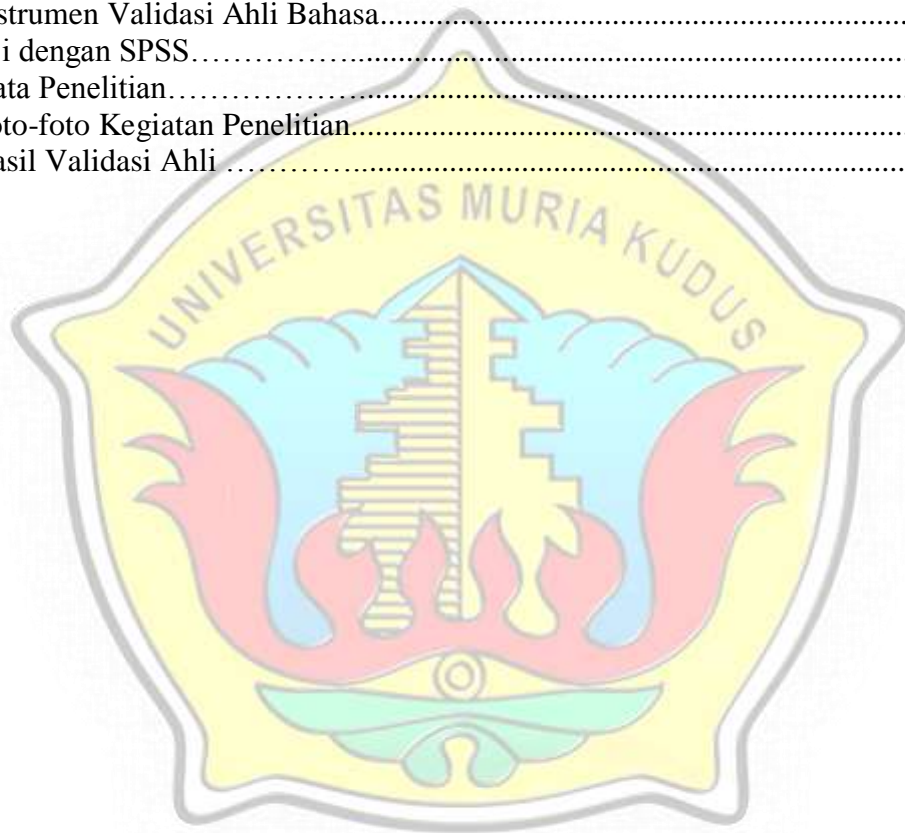 strumen Validasi Ahli Bahasa.......................................................................
i dengan SPSS……………..........................................................................
ata Penelitian………………........................................................................
oto-foto Kegiatan Penelitian.........................................................................
asil Validasi Ahli …………..........................................................................
UNIVERSITAS MURIA KUDUS